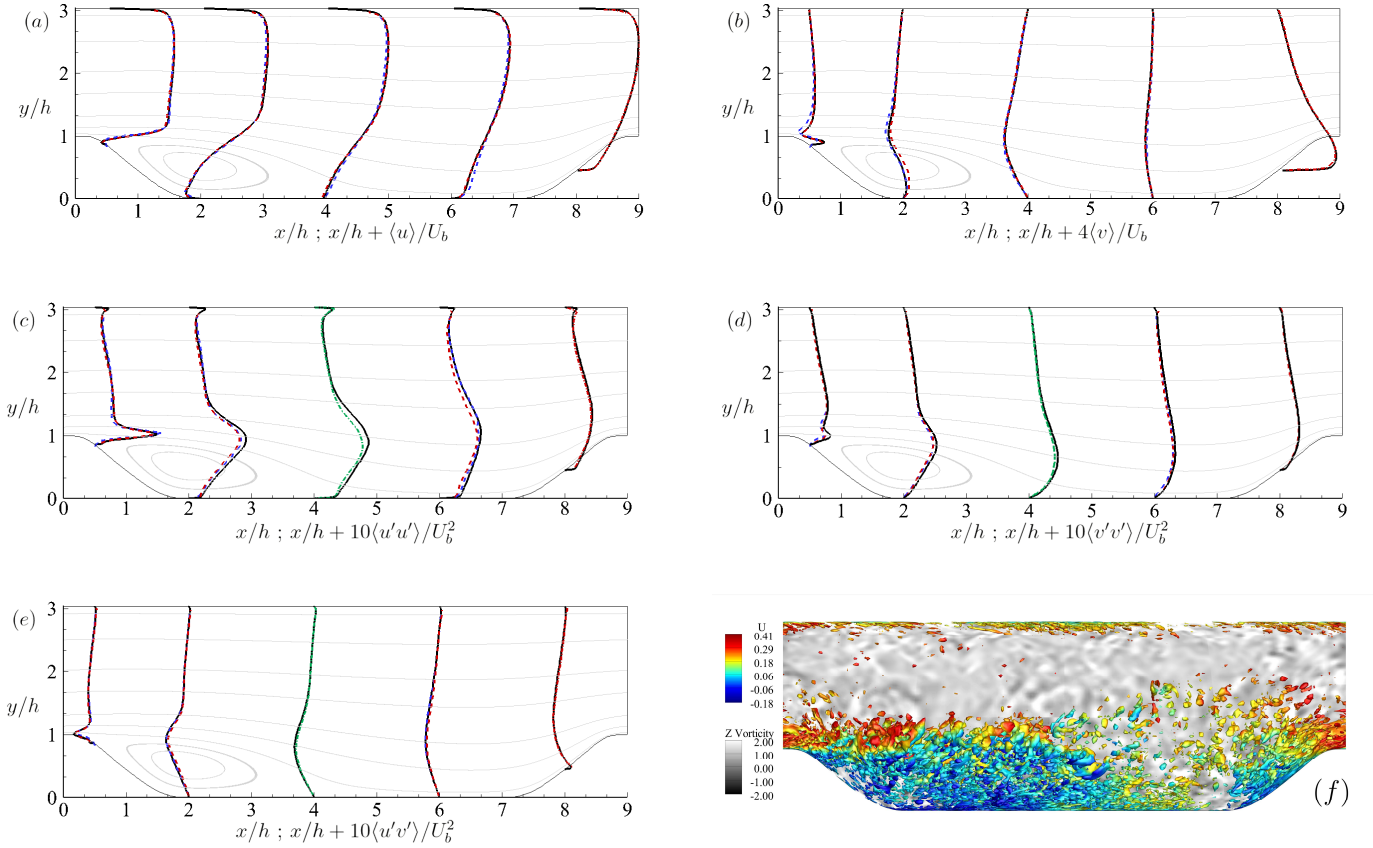 (a)
3
2
y/h
1
0
0 1 2 3 4 5 6 7 8 9
x/h ; x/h + ⟨u⟩/U_b
(b)
3
2
y/h
1
0
0 1 2 3 4 5 6 7 8 9
x/h ; x/h + 4⟨v⟩/U_b
(c)
3
2
y/h
1
0
0 1 2 3 4 5 6 7 8 9
x/h ; x/h + 10⟨u′u′⟩/U_b^2
(d)
3
2
y/h
1
0
0 1 2 3 4 5 6 7 8 9
x/h ; x/h + 10⟨v′v′⟩/U_b^2
(e)
3
2
y/h
1
0
0 1 2 3 4 5 6 7 8 9
x/h ; x/h + 10⟨u′v′⟩/U_b^2
U
0.41
0.29
0.18
0.06
-0.06
-0.18
Z Vorticity
2.00
1.00
0.00
-1.00
-2.00
(f)